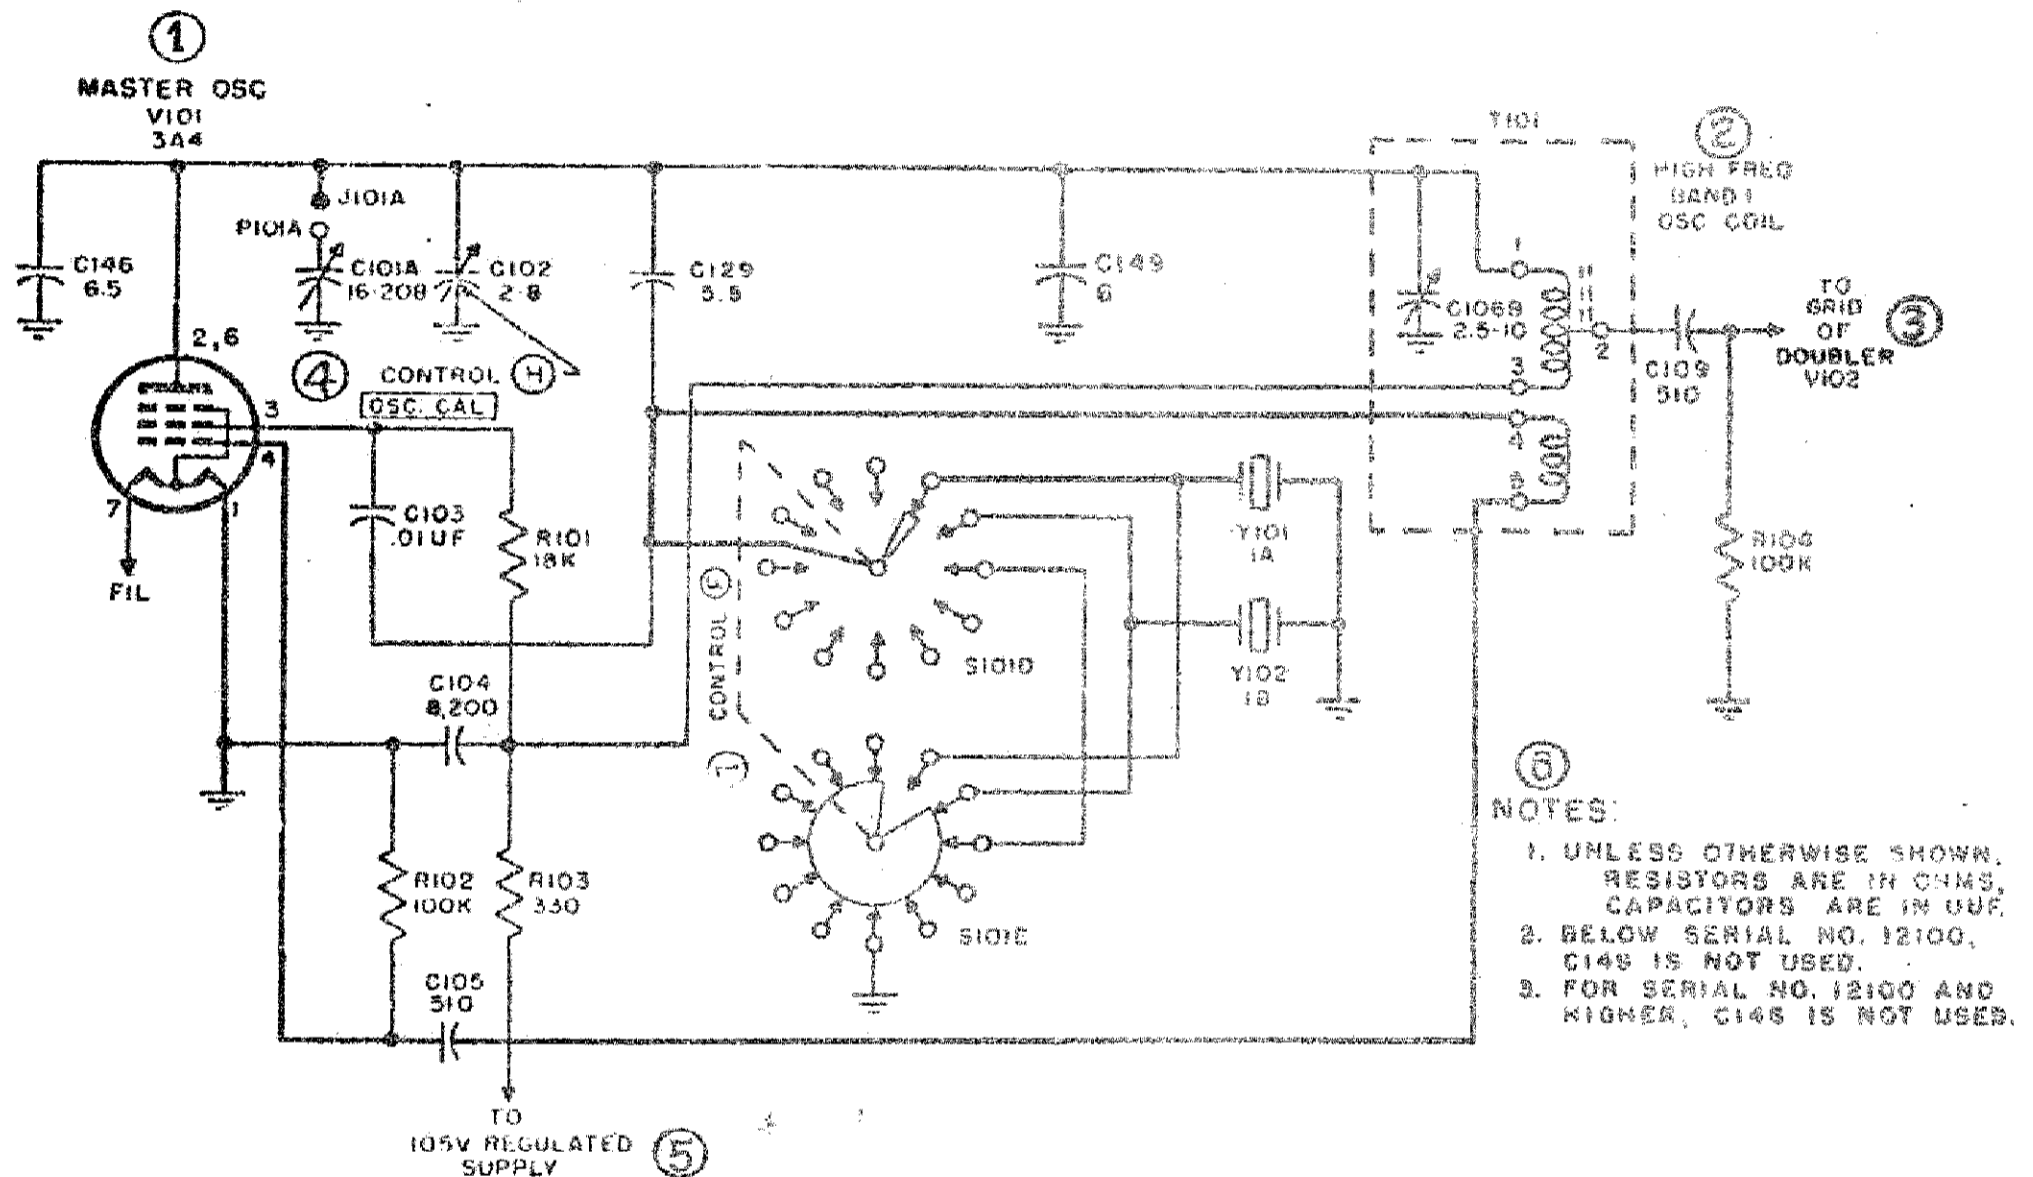 1
MASTER OSC
V101
3A4
J101A
P101A
C146
6.5
C101A
16-208
C102
2-8
C129
5.5
C149
6
T101
2
HIGH FREQ
BAND 1
OSC COIL
1
C106B
2.5-10
3
2
4
5
C109
510
TO
GRID
OF
DOUBLER
V102
3
2,6
4
CONTROL H
OSC. CAL
3
4
7
1
FIL
C103
.01UF
R101
18K
CONTROL
S101D
Y101
1A
Y102
1B
R104
100K
C104
8,200
7
R102
100K
R103
330
S101E
C105
510
TO
105V REGULATED
SUPPLY
5
6
NOTES:
1. UNLESS OTHERWISE SHOWN,
RESISTORS ARE IN OHMS,
CAPACITORS ARE IN UUF.
2. BELOW SERIAL NO. 12100,
C149 IS NOT USED.
3. FOR SERIAL NO. 12100 AND
HIGHER, C146 IS NOT USED.